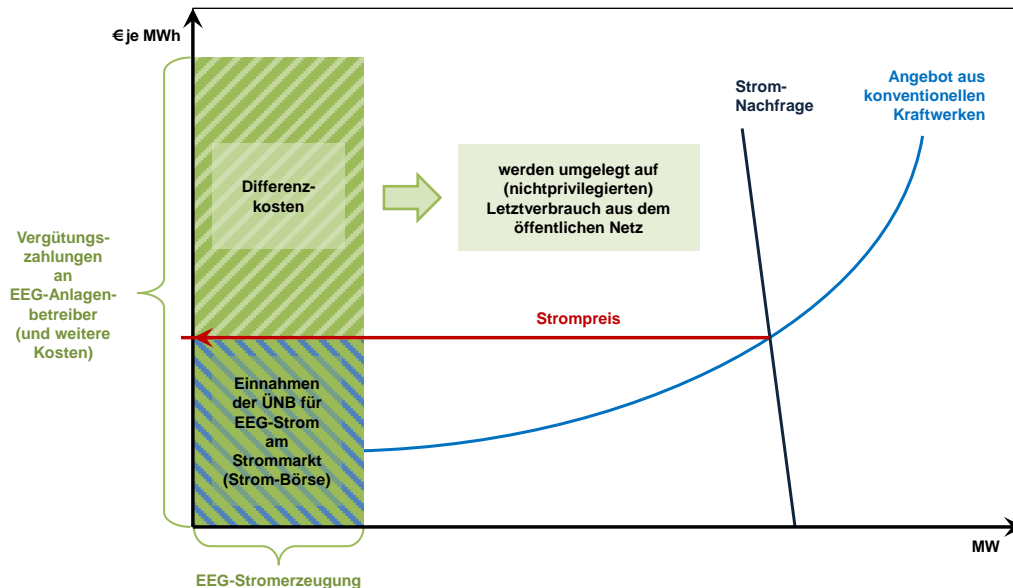 € je MWh
Strom-
Nachfrage
Angebot aus
konventionellen
Kraftwerken
Differenz-
kosten
werden umgelegt auf
(nichtprivilegierten)
Letztverbrauch aus dem
öffentlichen Netz
Vergütungs-
zahlungen
an
EEG-Anlagen-
betreiber
(und weitere
Kosten)
Strompreis
Einnahmen
der ÜNB für
EEG-Strom
am
Strommarkt
(Strom-Börse)
MW
EEG-Stromerzeugung